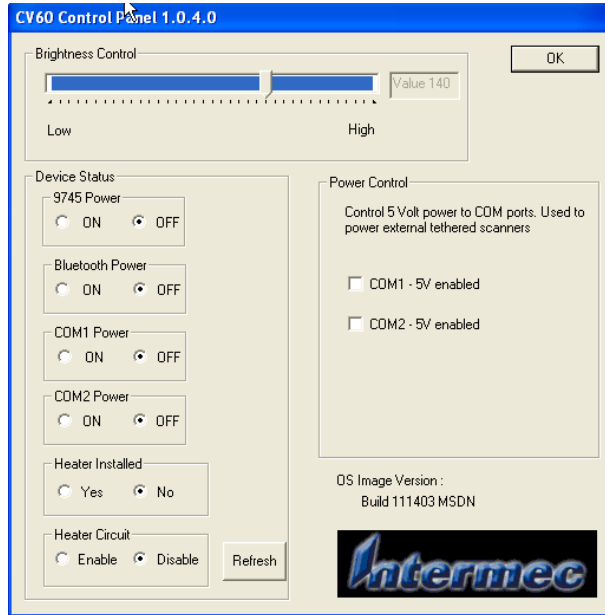 CV60 Control Panel 1.0.4.0
Brightness Control
Value 140
OK
Low High
Device Status
9745 Power
ON OFF
Bluetooth Power
ON OFF
COM1 Power
ON OFF
COM2 Power
ON OFF
Heater Installed
Yes No
Heater Circuit
Enable Disable
Refresh
Power Control
Control 5 Volt power to COM ports. Used to
power external tethered scanners
COM1 - 5V enabled
COM2 - 5V enabled
OS Image Version :
Build 111403 MSDN
Intermec